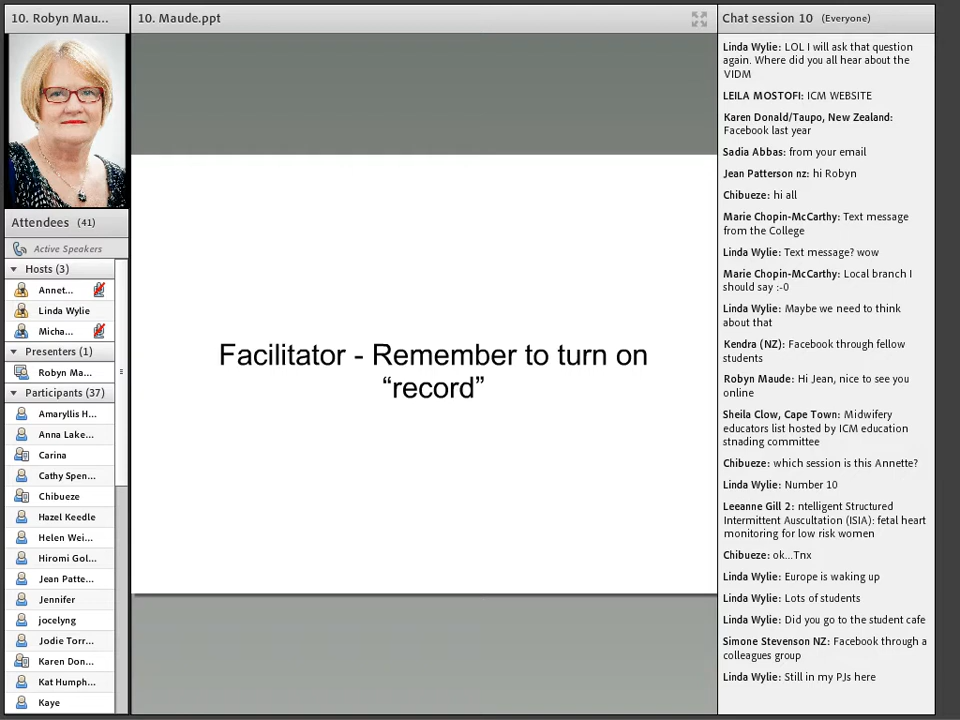 10. Robyn Mau...
Attendees (41)
Active Speakers
Hosts (3)
Annet...
Linda Wylie
Micha...
Presenters (1)
Robyn Ma...
Participants (37)
Amaryllis H...
Anna Lake...
Carina
Cathy Spen...
Chibueze
Hazel Keedle
Helen Wei...
Hiromi Gol...
Jean Patte...
Jennifer
jocelyng
Jodie Torr...
Karen Don...
Kat Humph...
Kaye
10. Maude.ppt
Facilitator - Remember to turn on
“record”
Chat session 10 (Everyone)
Linda Wylie: LOL I will ask that question
again. Where did you all hear about the
VIDM
LEILA MOSTOFI: ICM WEBSITE
Karen Donald/Taupo, New Zealand:
Facebook last year
Sadia Abbas: from your email
Jean Patterson nz: hi Robyn
Chibueze: hi all
Marie Chopin-McCarthy: Text message
from the College
Linda Wylie: Text message? wow
Marie Chopin-McCarthy: Local branch I
should say :-0
Linda Wylie: Maybe we need to think
about that
Kendra (NZ): Facebook through fellow
students
Robyn Maude: Hi Jean, nice to see you
online
Sheila Clow, Cape Town: Midwifery
educators list hosted by ICM education
stnading committee
Chibueze: which session is this Annette?
Linda Wylie: Number 10
Leeanne Gill 2: ntelligent Structured
Intermittent Auscultation (ISIA): fetal heart
monitoring for low risk women
Chibueze: ok...Tnx
Linda Wylie: Europe is waking up
Linda Wylie: Lots of students
Linda Wylie: Did you go to the student cafe
Simone Stevenson NZ: Facebook through a
colleagues group
Linda Wylie: Still in my PJs here